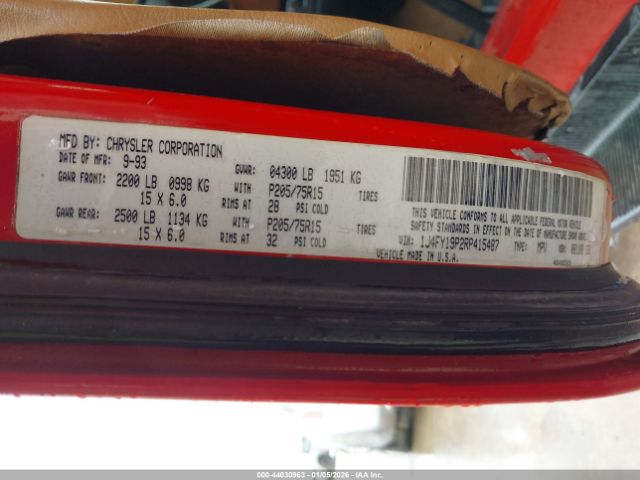 MFD BY: CHRYSLER CORPORATION
DATE OF MFR: 9-93 GVWR: 04300 LB 1951 KG
GAWR FRONT: 2200 LB 0998 KG WITH P205/75R15 TIRES
15 X 6.0 RIMS AT 28 PSI COLD
GAWR REAR: 2500 LB 1134 KG WITH P205/75R15 TIRES
15 X 6.0 RIMS AT 32 PSI COLD
THIS VEHICLE CONFORMS TO ALL APPLICABLE FEDERAL MOTOR VEHICLE
SAFETY STANDARDS IN EFFECT ON THE DATE OF MANUFACTURE SHOWN ABOVE
VIN: 1J4FY19P2RP415487 TYPE: MPV
VEHICLE MADE IN U.S.A.
000-44030963 - 01/05/2026 - IAAI.com